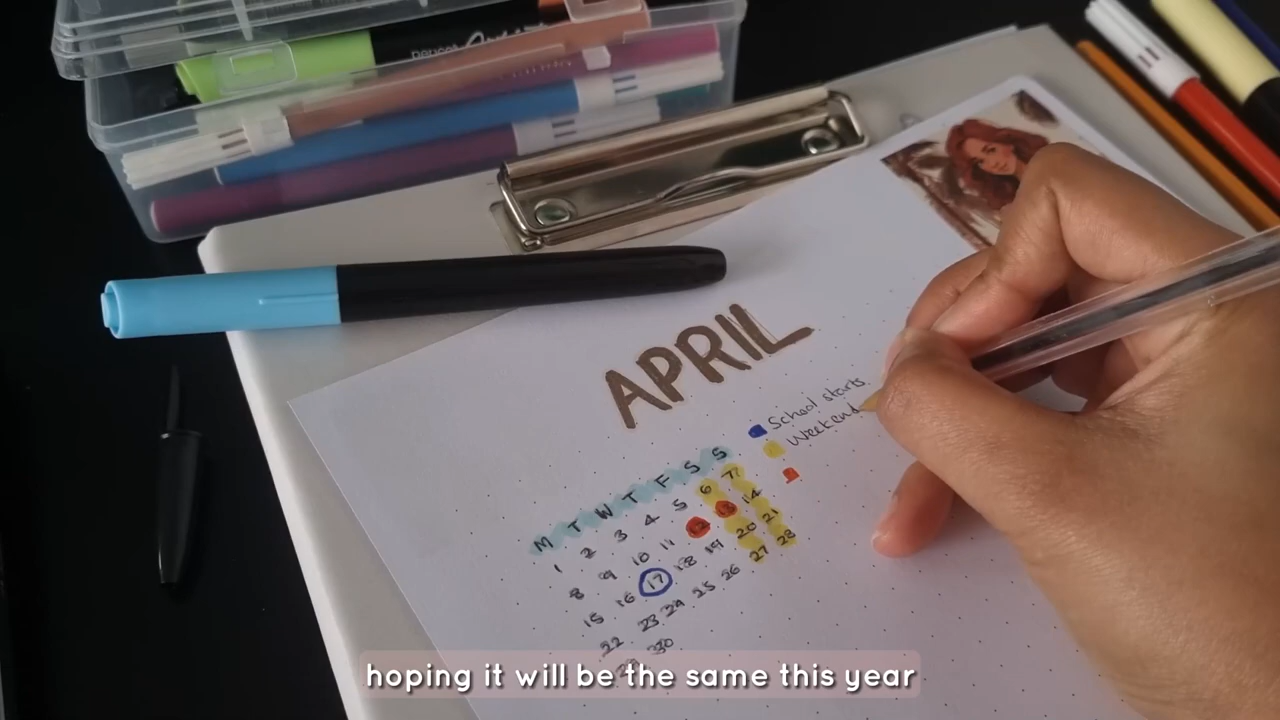 APRIL
School starts
Weekend
M T W T F S S
1 2 3 4 5 6 7
8 9 10 11 12 13 14
15 16 17 18 19 20 21
22 23 24 25 26 27 28
30
hoping it will be the same this year